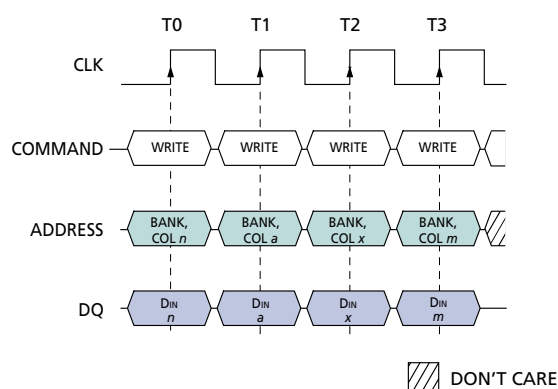 T0 T1 T2 T3
CLK
COMMAND WRITE WRITE WRITE WRITE
ADDRESS BANK, COL n BANK, COL a BANK, COL x BANK, COL m
DQ DIN n DIN a DIN x DIN m
DON'T CARE